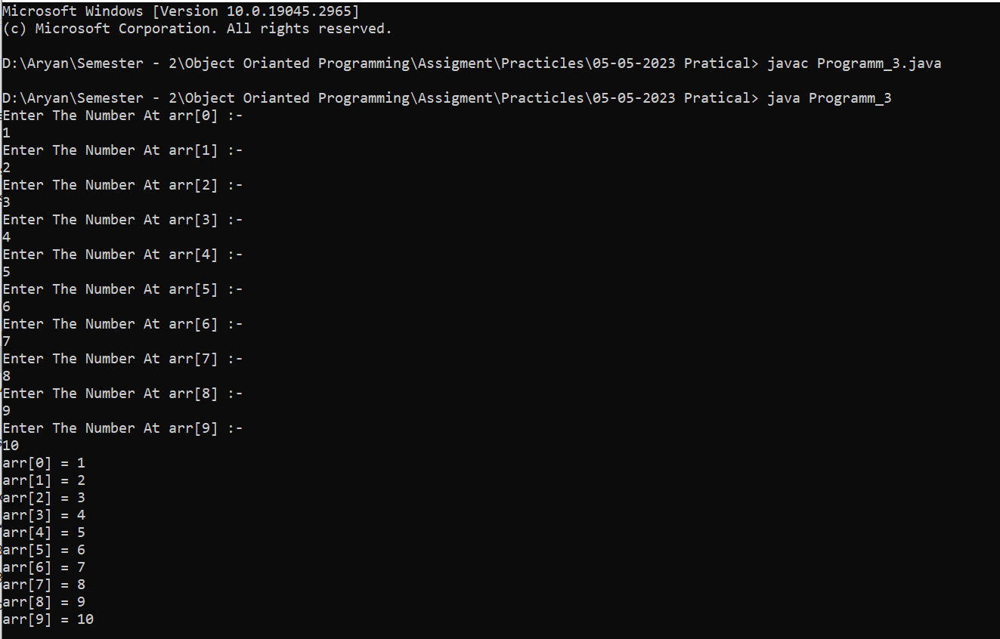 Microsoft Windows [Version 10.0.19045.2965]
(c) Microsoft Corporation. All rights reserved.
D:\Aryan\Semester - 2\Object Orianted Programming\Assigment\Practicles\05-05-2023 Pratical> javac Programm_3.java
D:\Aryan\Semester - 2\Object Orianted Programming\Assigment\Practicles\05-05-2023 Pratical> java Programm_3
Enter The Number At arr[0] :-
1
Enter The Number At arr[1] :-
2
Enter The Number At arr[2] :-
3
Enter The Number At arr[3] :-
4
Enter The Number At arr[4] :-
5
Enter The Number At arr[5] :-
6
Enter The Number At arr[6] :-
7
Enter The Number At arr[7] :-
8
Enter The Number At arr[8] :-
9
Enter The Number At arr[9] :-
10
arr[0] = 1
arr[1] = 2
arr[2] = 3
arr[3] = 4
arr[4] = 5
arr[5] = 6
arr[6] = 7
arr[7] = 8
arr[8] = 9
arr[9] = 10